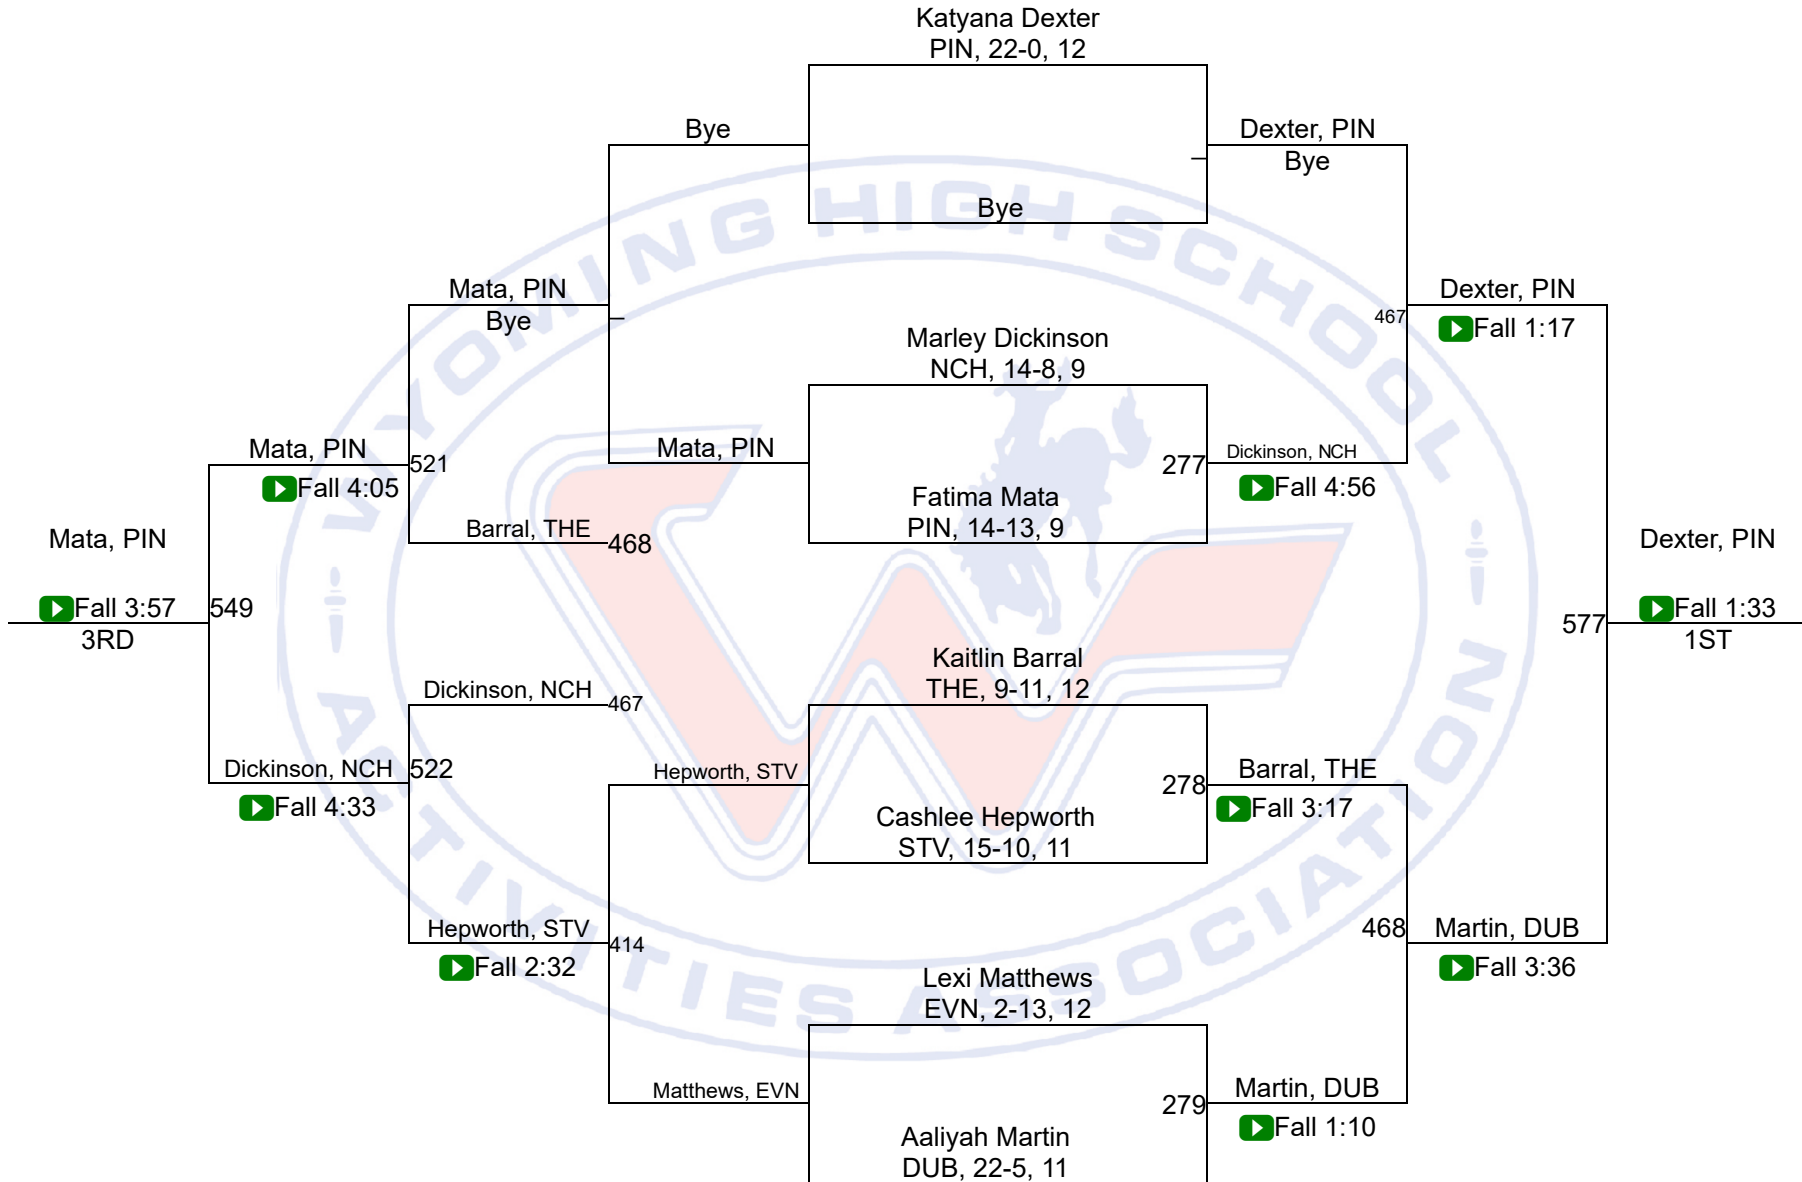 Katyana Dexter
PIN, 22-0, 12
Bye
Dexter, PIN
Bye
Bye
Mata, PIN
Bye
Dexter, PIN
467
Fall 1:17
Marley Dickinson
NCH, 14-8, 9
Mata, PIN
521
Fall 4:05
Mata, PIN
277
Dickinson, NCH
Fall 4:56
Fatima Mata
PIN, 14-13, 9
Barral, THE
468
Mata, PIN
Fall 3:57
549
3RD
Dexter, PIN
577
Fall 1:33
1ST
Kaitlin Barral
THE, 9-11, 12
Dickinson, NCH
467
Dickinson, NCH
522
Fall 4:33
Hepworth, STV
278
Barral, THE
Fall 3:17
Cashlee Hepworth
STV, 15-10, 11
Hepworth, STV
414
Fall 2:32
468
Martin, DUB
Fall 3:36
Lexi Matthews
EVN, 2-13, 12
Matthews, EVN
279
Martin, DUB
Fall 1:10
Aaliyah Martin
DUB, 22-5, 11
WYOMING HIGH SCHOOL
ACTIVITIES ASSOCIATION